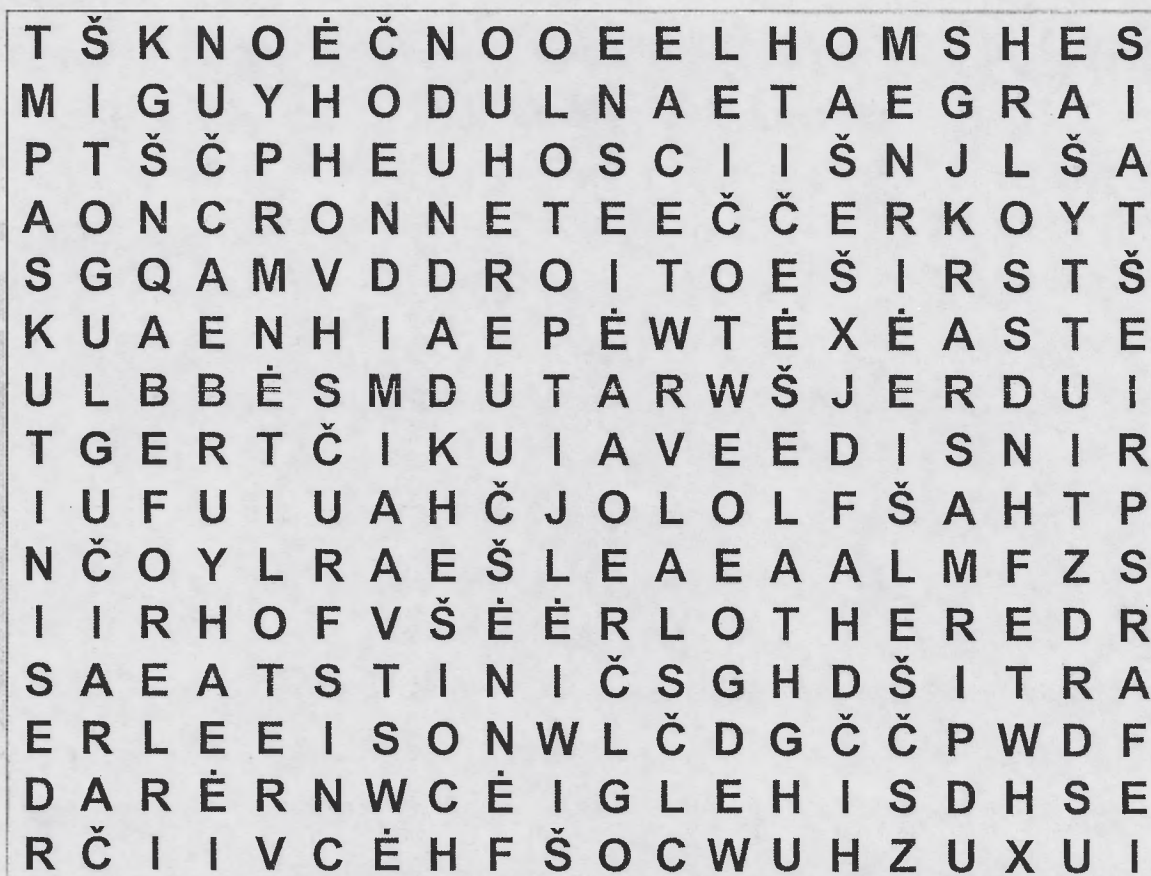 T Š K N O Ė Č N O O E E L H O M S H E S
M I G U Y H O D U L N A E T A E G R A I
P T Š Č P H E U H O S C I I Š N J L Š A
A O N C R O N N E T E E Č Č E R K O Y T
S G Q A M V D D R O I T O E Š I R S T Š
K U A E N H I A E P Ė W T Ė X Ė A S T E
U L B B Ė S M D U T A R W Š J E R D U I
T G E R T Č I K U I A V E E D I S N I R
I U F U I U A H Č J O L O L F Š A H T P
N Č O Y L R A E Š L E A E A A L M F Z S
I I R H O F V Š Ė Ė R L O T H E R E D R
S A E A T S T I N I Č S G H D Š I T R A
E R L E E I S O N W L Č D G Č Č P W D F
D A R Ė R N W C Ė I G L E H I S D H S E
R Č I I V C Ė H F Š O C W U H Z U X U I